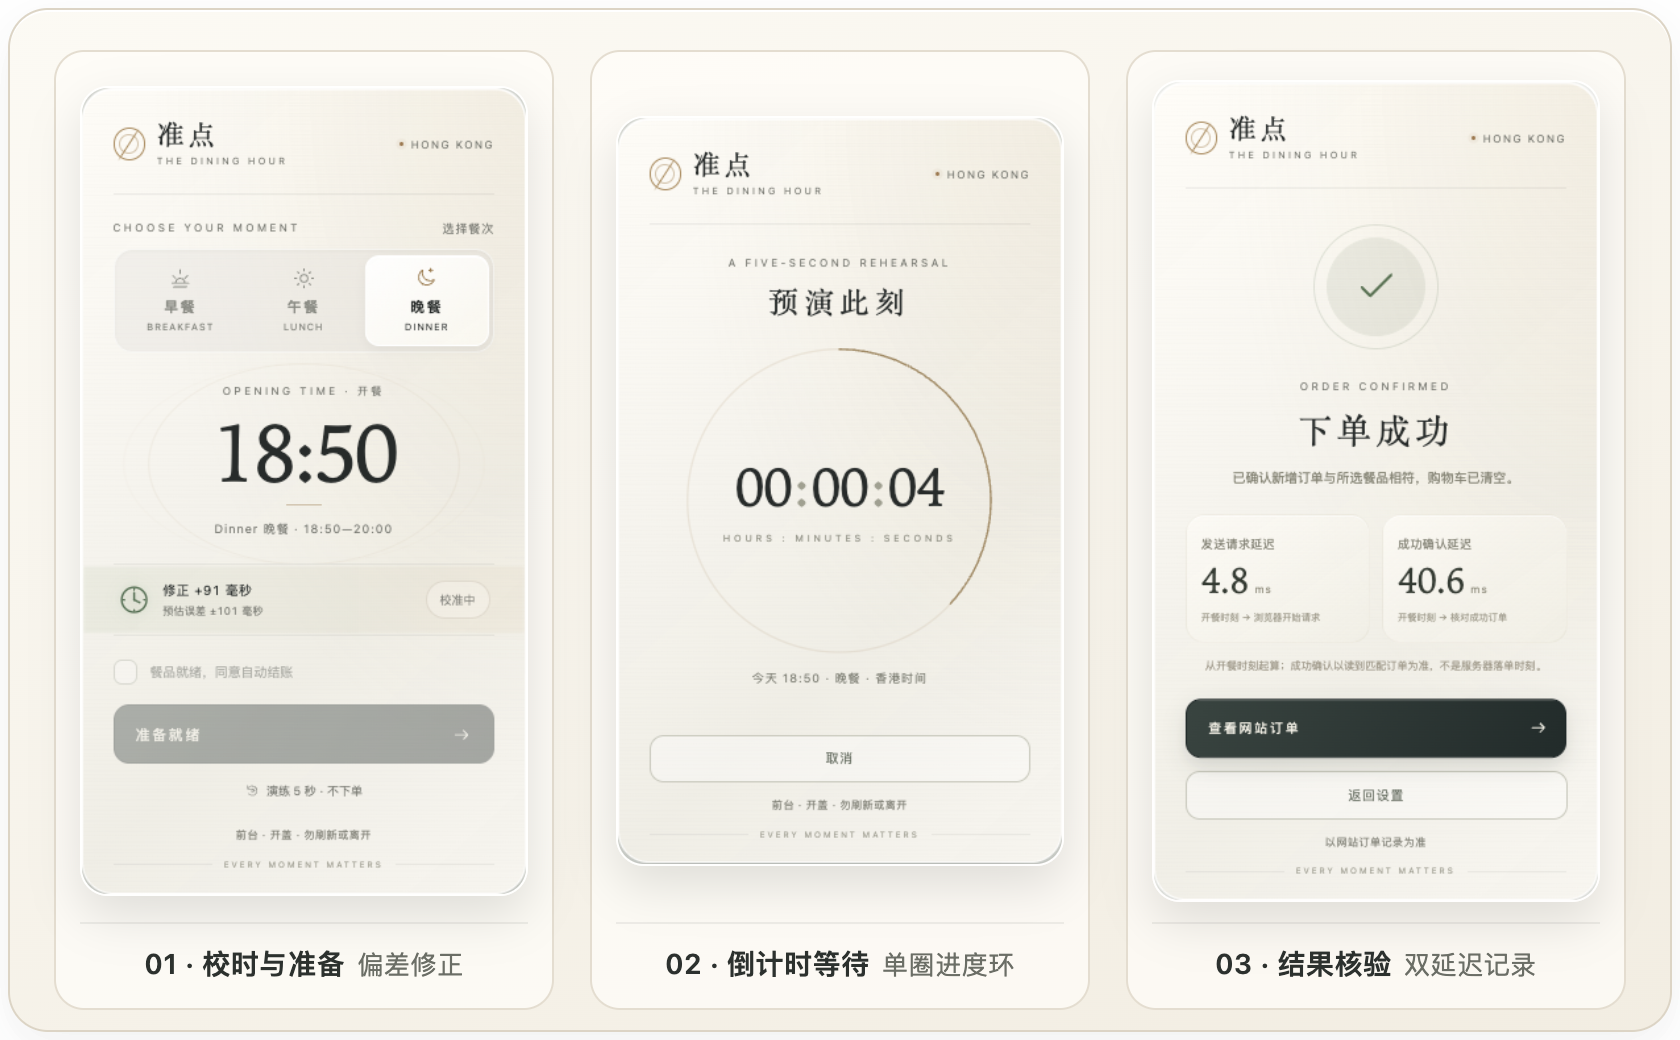 准点
THE DINING HOUR
HONG KONG
CHOOSE YOUR MOMENT
选择餐次
早餐
BREAKFAST
午餐
LUNCH
晚餐
DINNER
OPENING TIME · 开餐
18:50
Dinner 晚餐 · 18:50—20:00
修正 +91 毫秒
预估误差 ±101 毫秒
校准中
餐品就绪，同意自动结账
准备就绪 →
演练 5 秒 · 不下单
前台 · 开盖 · 勿刷新或离开
EVERY MOMENT MATTERS
01 · 校时与准备 偏差修正
准点
THE DINING HOUR
HONG KONG
A FIVE-SECOND REHEARSAL
预演此刻
00:00:04
HOURS : MINUTES : SECONDS
今天 18:50 · 晚餐 · 香港时间
取消
前台 · 开盖 · 勿刷新或离开
EVERY MOMENT MATTERS
02 · 倒计时等待 单圈进度环
准点
THE DINING HOUR
HONG KONG
ORDER CONFIRMED
下单成功
已确认新增订单与所选餐品相符，购物车已清空。
发送请求延迟
4.8 ms
开餐时刻 → 浏览器开始请求
成功确认延迟
40.6 ms
开餐时刻 → 核对成功订单
从开餐时刻起算；成功确认以读到匹配订单为准，不是服务器落单时刻。
查看网站订单 →
返回设置
以网站订单记录为准
EVERY MOMENT MATTERS
03 · 结果核验 双延迟记录